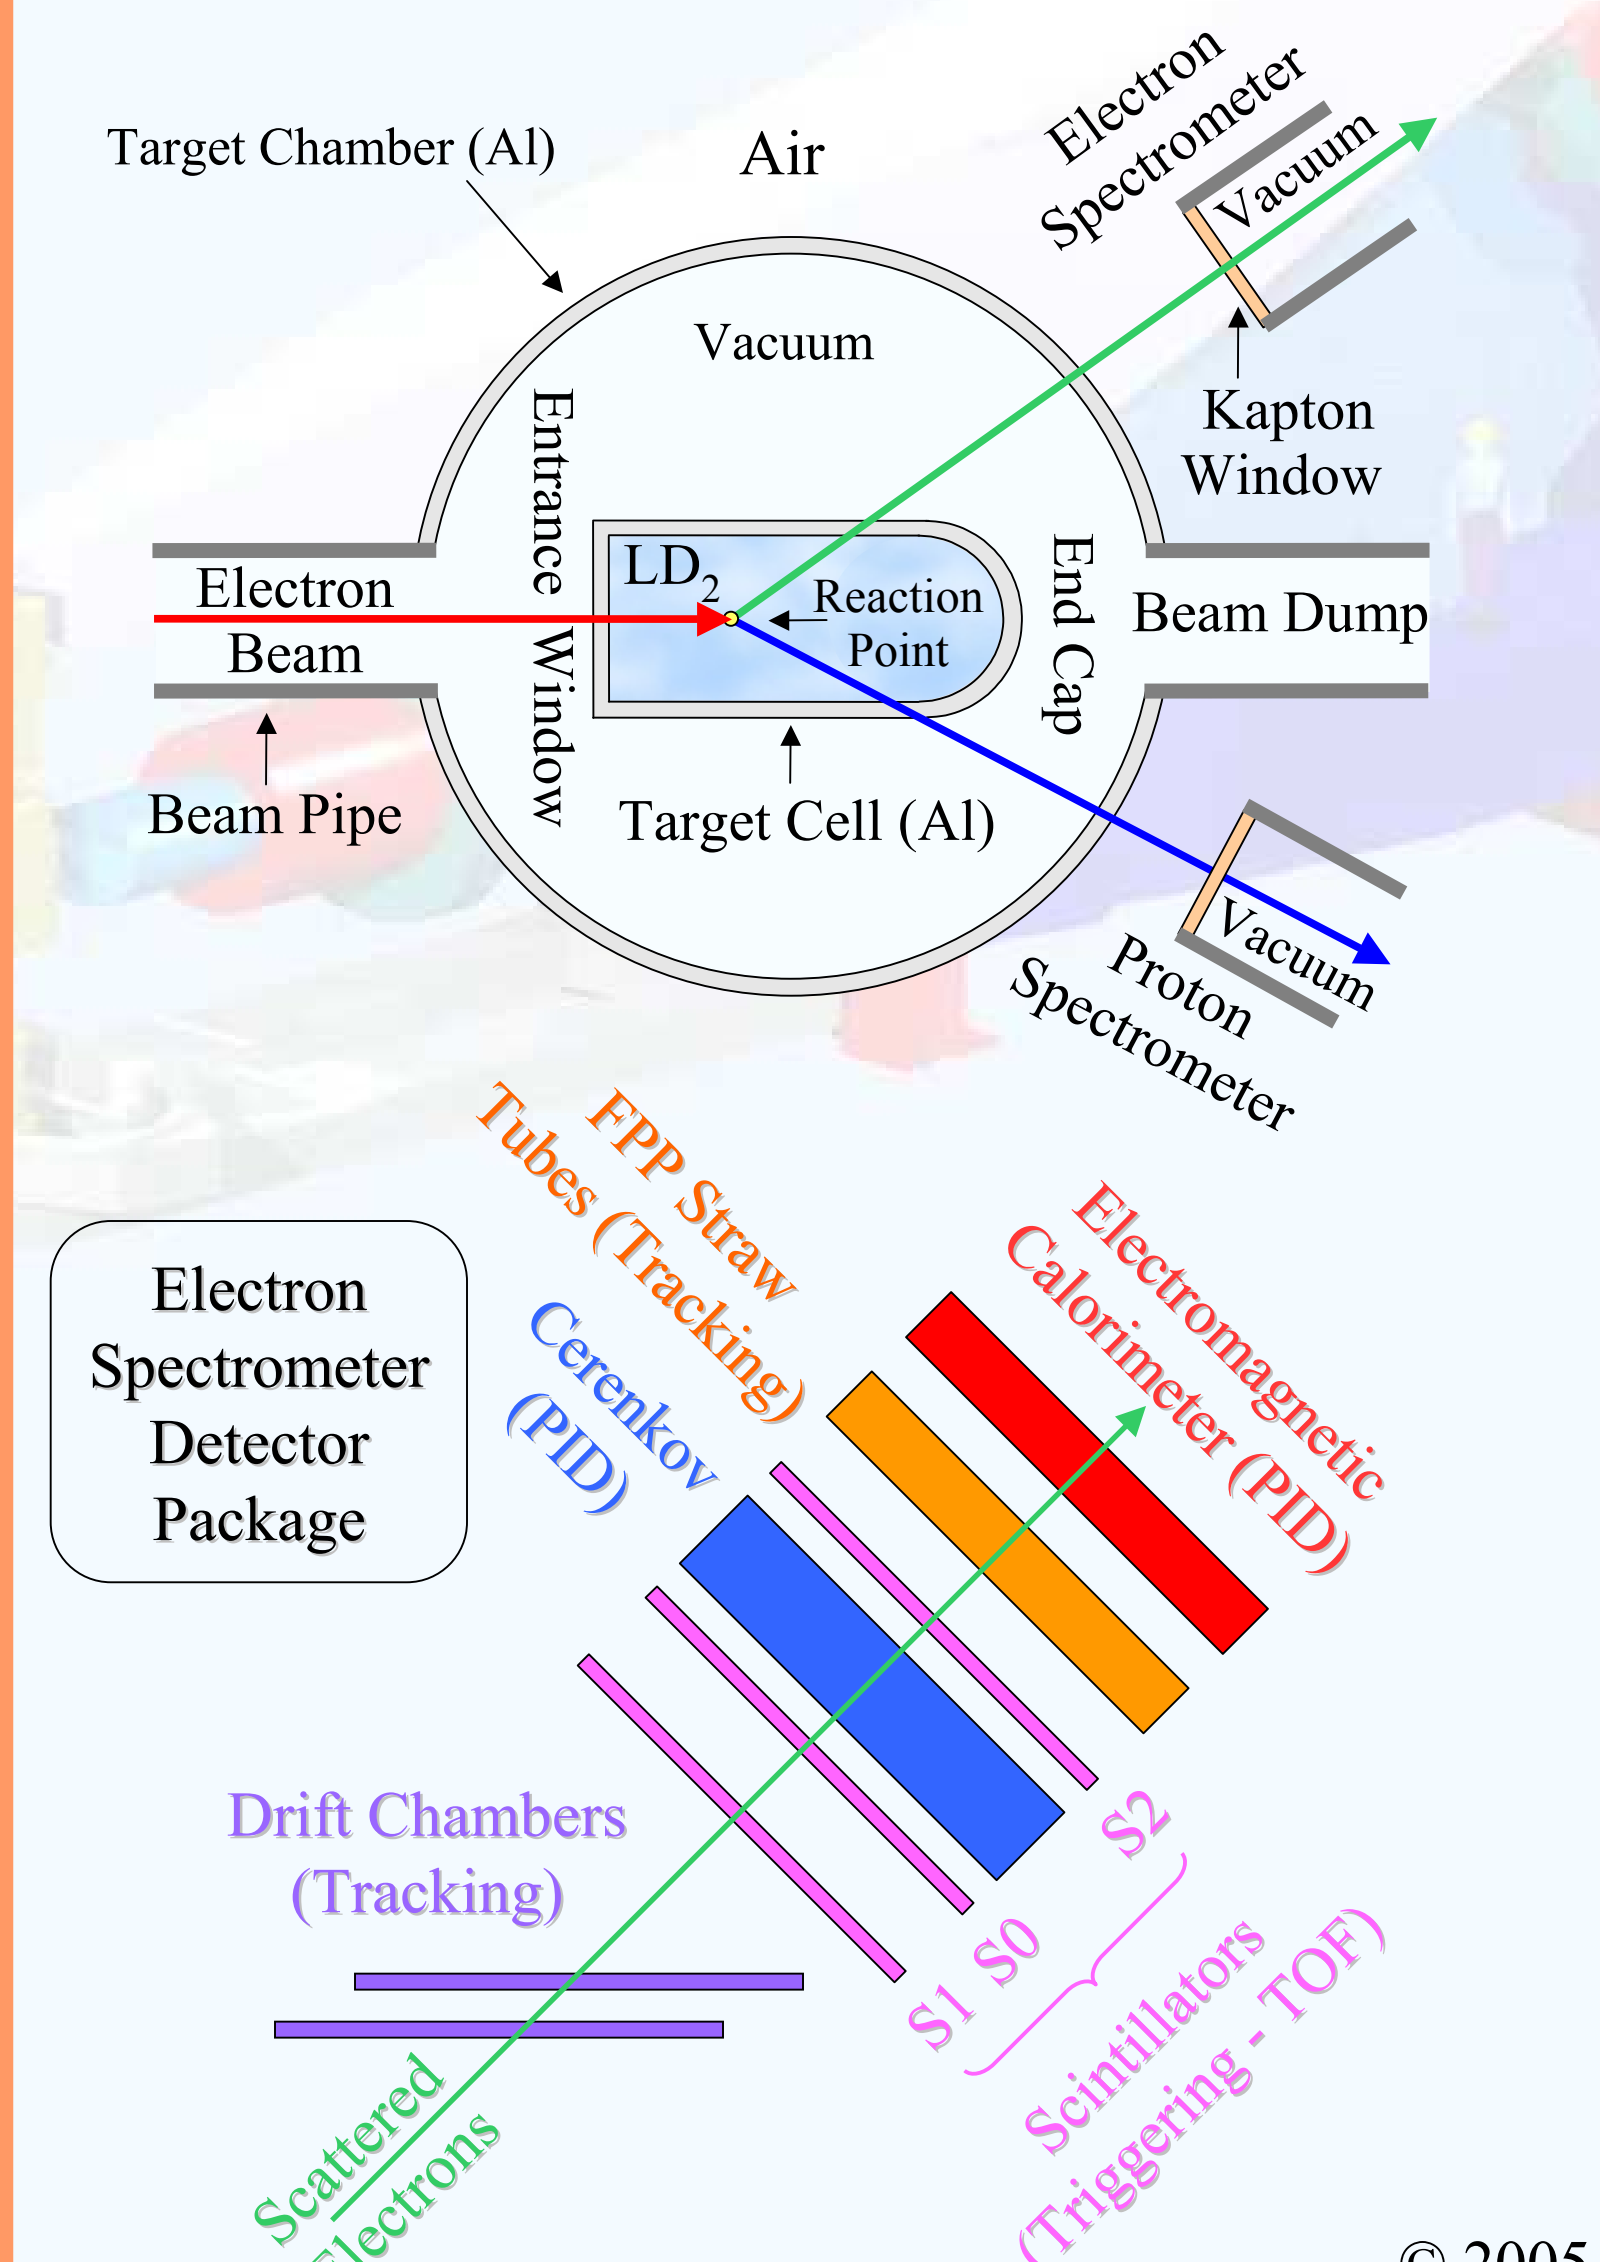 Target Chamber (Al)
Air
Electron
Spectrometer
Vacuum
Vacuum
Kapton
Window
Entrance Window
LD2
Reaction
Point
End Cap
Electron
Beam
Beam Dump
Beam Pipe
Target Cell (Al)
Vacuum
Proton
Spectrometer
FPP Straw
Tubes (Tracking)
Electromagnetic
Calorimeter (PID)
Cerenkov
(PID)
Electron
Spectrometer
Detector
Package
Drift Chambers
(Tracking)
S2
S1 S0
Scintillators
(Triggering - TOF)
Scattered
Electrons
© 2005